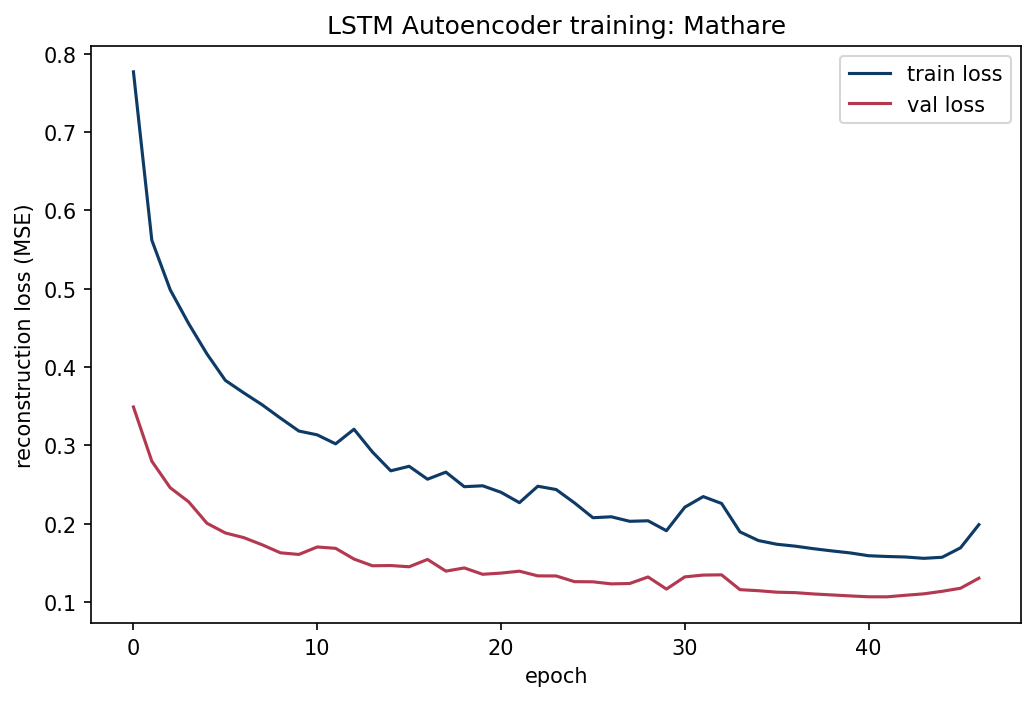 LSTM Autoencoder training: Mathare
train loss
val loss
reconstruction loss (MSE)
0.8
0.7
0.6
0.5
0.4
0.3
0.2
0.1
0
10
20
30
40
epoch